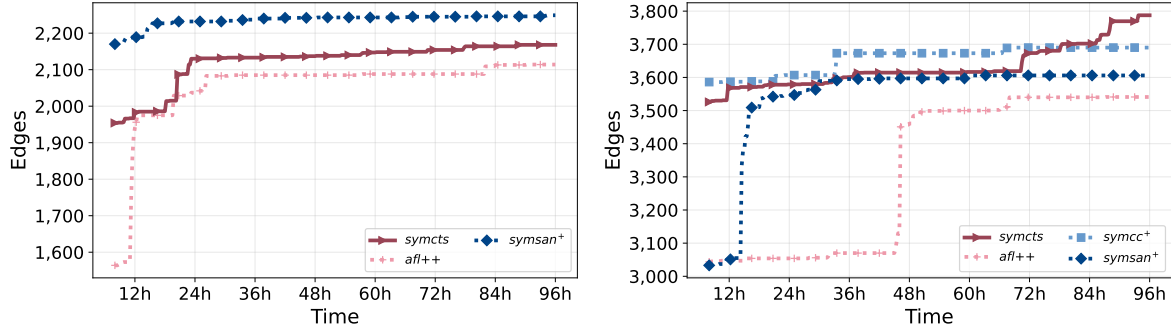 2,200
2,100
2,000
1,900
1,800
1,700
1,600
Edges
12h 24h 36h 48h 60h 72h 84h 96h
Time
symcts
afl++
symsan+
3,800
3,700
3,600
3,500
3,400
3,300
3,200
3,100
3,000
Edges
12h 24h 36h 48h 60h 72h 84h 96h
Time
symcts
afl++
symcc+
symsan+